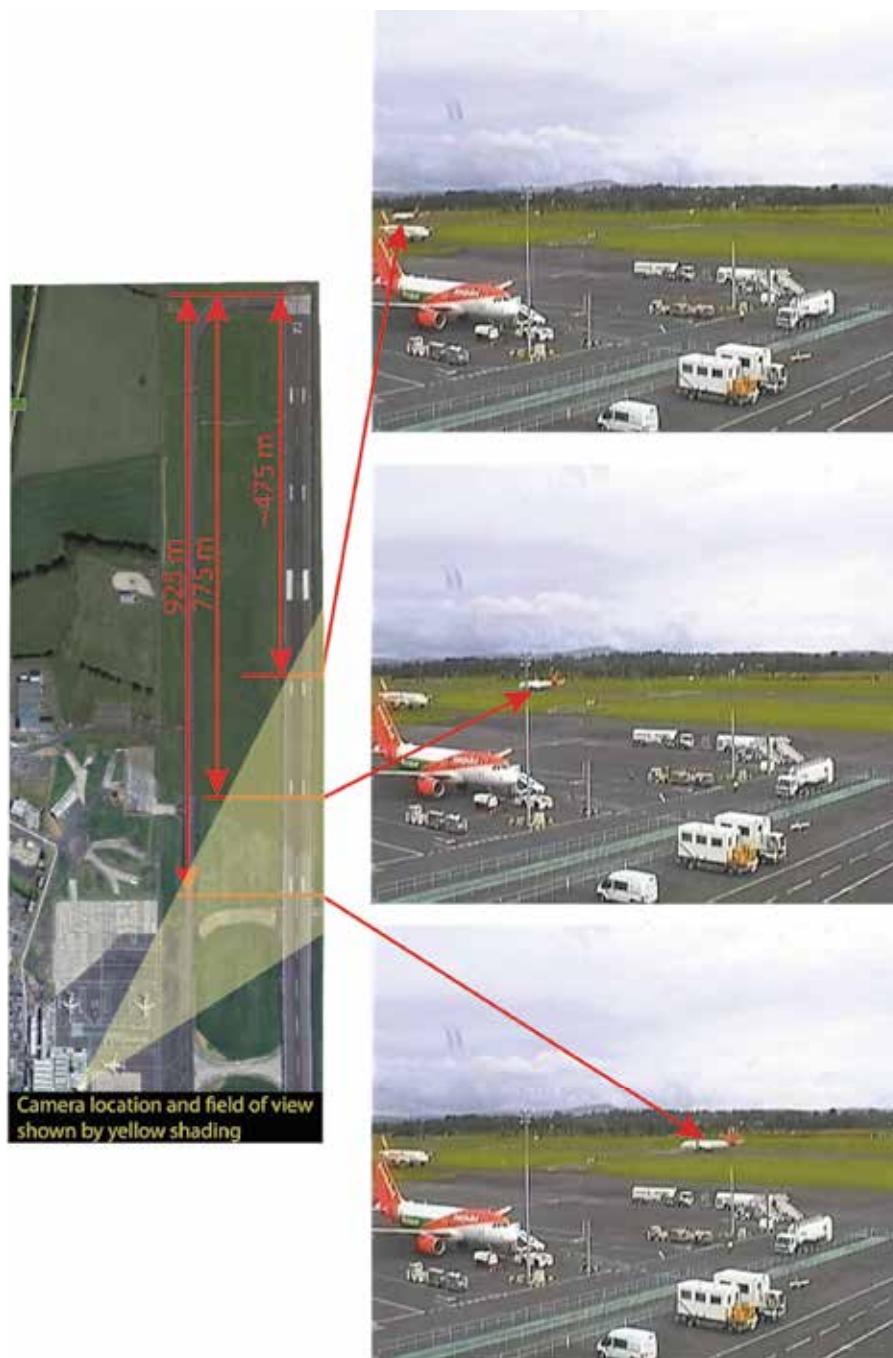 ~475 m
775 m
925 m
Camera location and field of view
shown by yellow shading